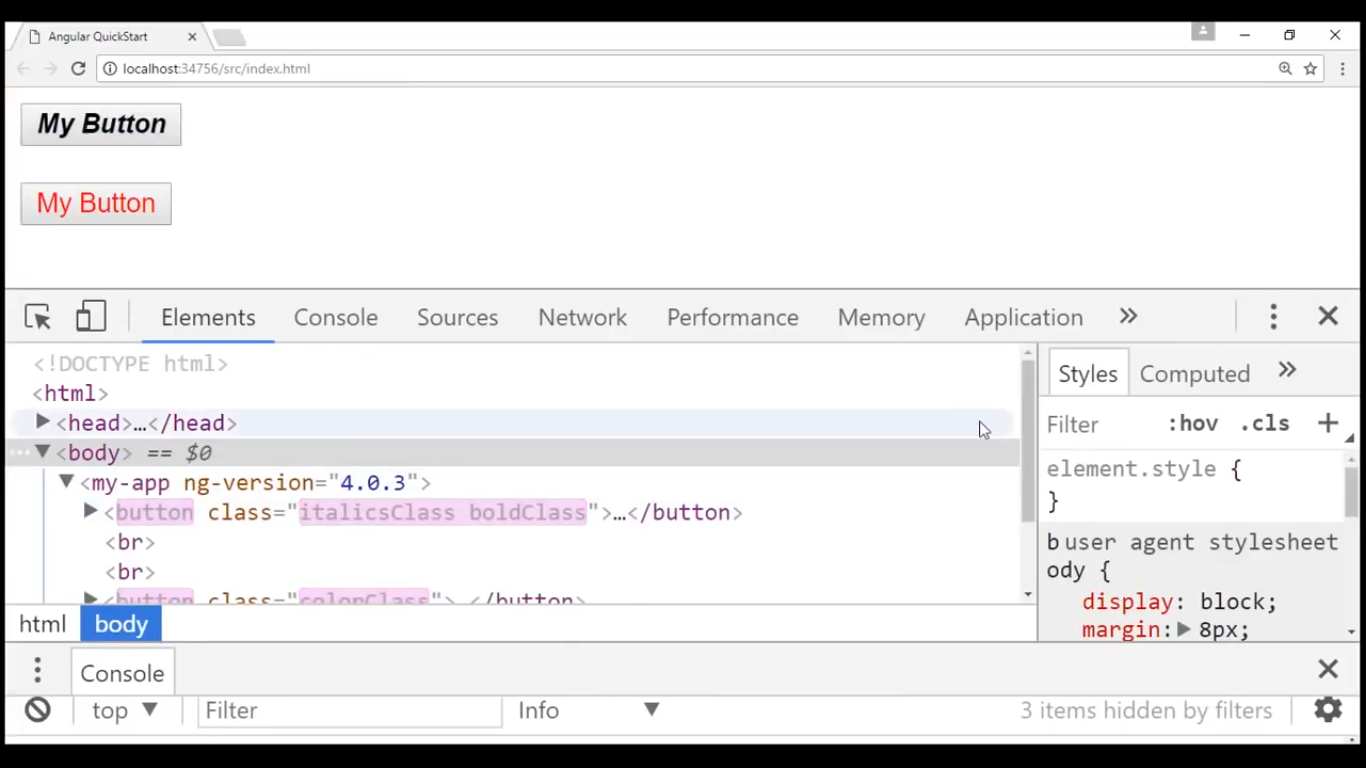 Angular QuickStart
localhost:34756/src/index.html
My Button
My Button
Elements Console Sources Network Performance Memory Application »
<!DOCTYPE html>
<html>
<head>…</head>
<body> == $0
<my-app ng-version="4.0.3">
<button class="italicsClass boldClass">…</button>
<br>
<br>
<button class="colorClass"> </button>
html body
Styles Computed »
Filter :hov .cls +
element.style {
}
b user agent stylesheet
ody {
display: block;
margin: 8px;
Console
top Filter Info 3 items hidden by filters